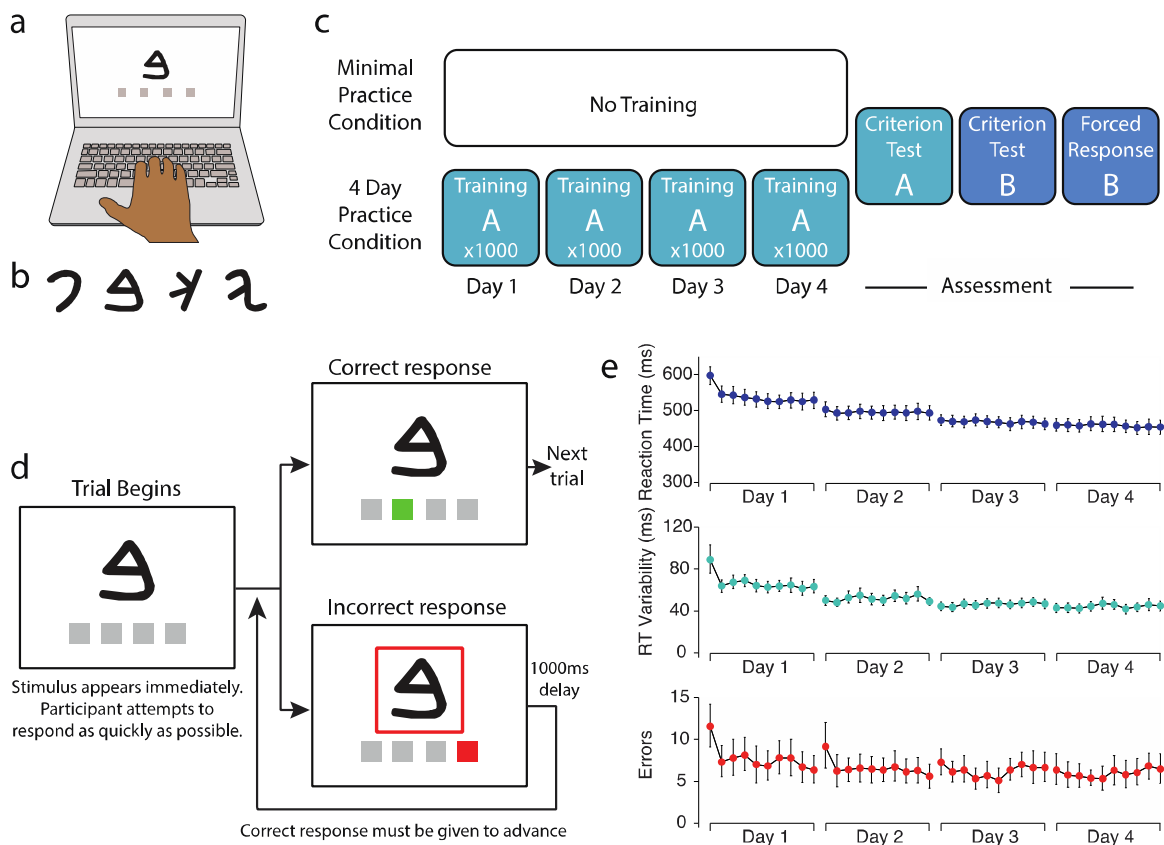 a
b
c
Minimal
Practice
Condition
No Training
4 Day
Practice
Condition
Training
A
x1000
Training
A
x1000
Training
A
x1000
Training
A
x1000
Day 1
Day 2
Day 3
Day 4
Criterion
Test
A
Criterion
Test
B
Forced
Response
B
Assessment
d
Trial Begins
Stimulus appears immediately.
Participant attempts to
respond as quickly as possible.
Correct response
Next
trial
Incorrect response
1000ms
delay
Correct response must be given to advance
e
Reaction Time (ms)
600
500
400
300
Day 1
Day 2
Day 3
Day 4
RT Variability (ms)
120
80
40
0
Day 1
Day 2
Day 3
Day 4
Errors
15
10
5
0
Day 1
Day 2
Day 3
Day 4